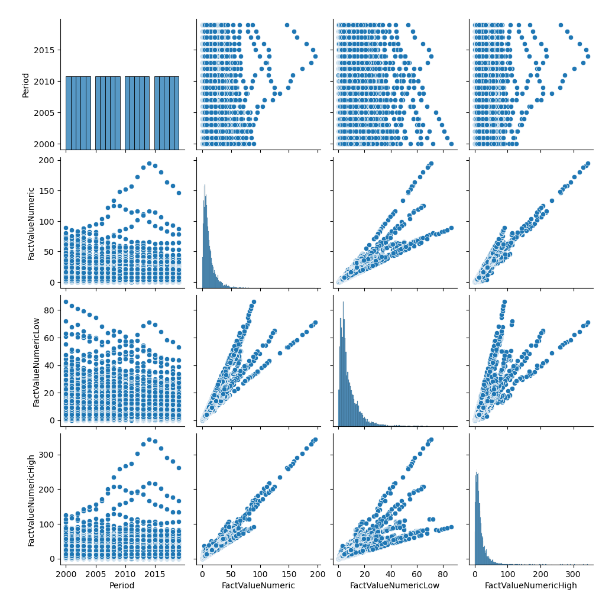 Period
2015
2010
2005
2000
FactValueNumeric
200
150
100
50
0
FactValueNumericLow
80
60
40
20
0
FactValueNumericHigh
300
200
100
0
2000 2005 2010 2015
0 50 100 150 200
0 20 40 60 80
0 100 200 300
Period
FactValueNumeric
FactValueNumericLow
FactValueNumericHigh